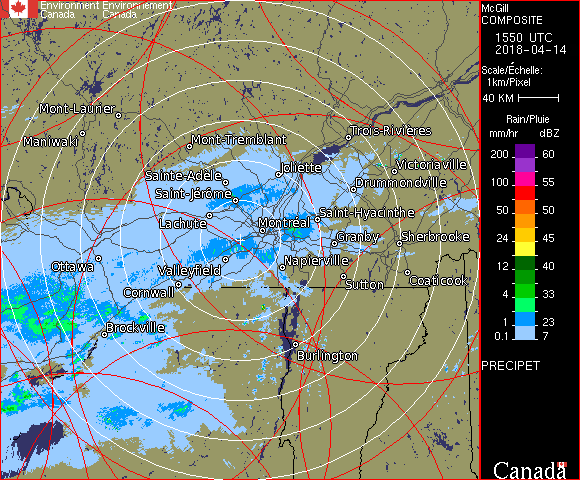 Environment Environnement
Canada Canada
McGill
COMPOSITE
1550 UTC
2018-04-14
Scale/Échelle:
1km/Pixel
40 KM
Rain/Pluie
mm/hr dBZ
200 60
100 55
50 50
24 45
12 40
4 33
1 23
0.1 7
PRECIPET
Canada
Mont-Laurier
Maniwaki
Mont-Tremblant
Trois-Rivières
Sainte-Adèle
Joliette
Victoriaville
Saint-Jérôme
Drummondville
Lachute
Saint-Hyacinthe
Montréal
Granby
Sherbrooke
Ottawa
Valleyfield
Napierville
Cornwall
Sutton
Coaticook
Brockville
Burlington